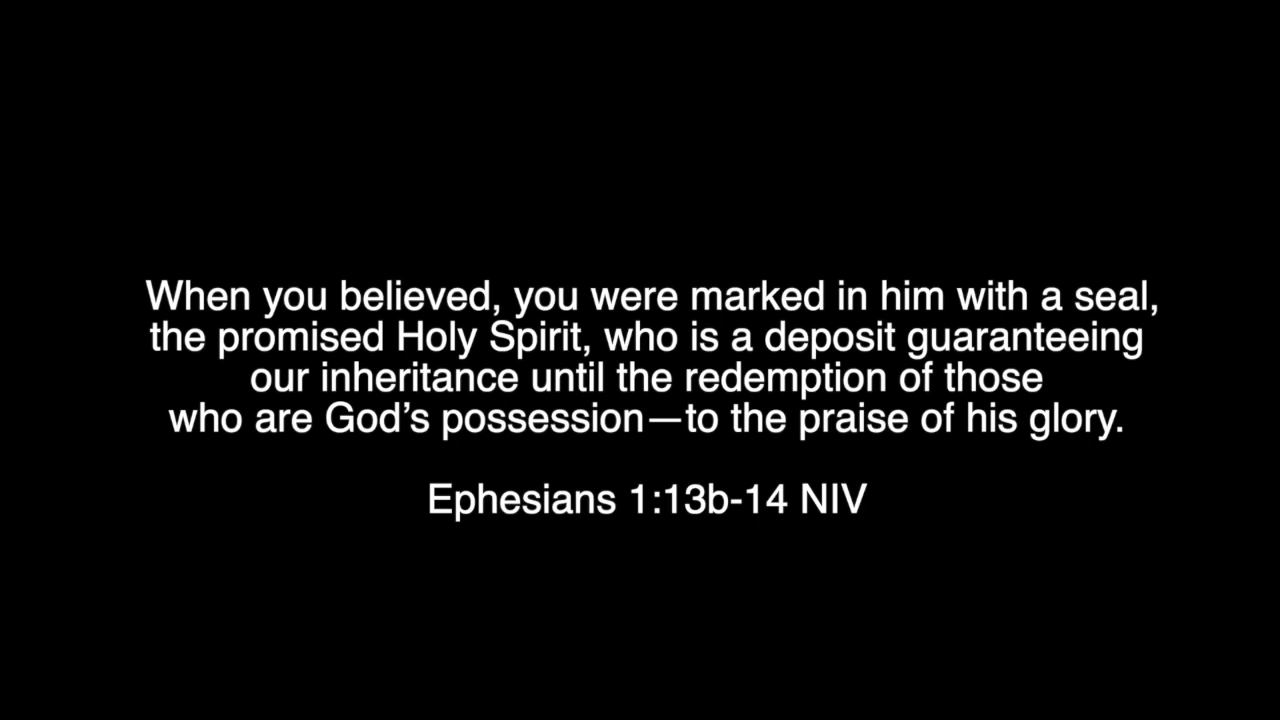 When you believed, you were marked in him with a seal,
the promised Holy Spirit, who is a deposit guaranteeing
our inheritance until the redemption of those
who are God’s possession—to the praise of his glory.
Ephesians 1:13b-14 NIV